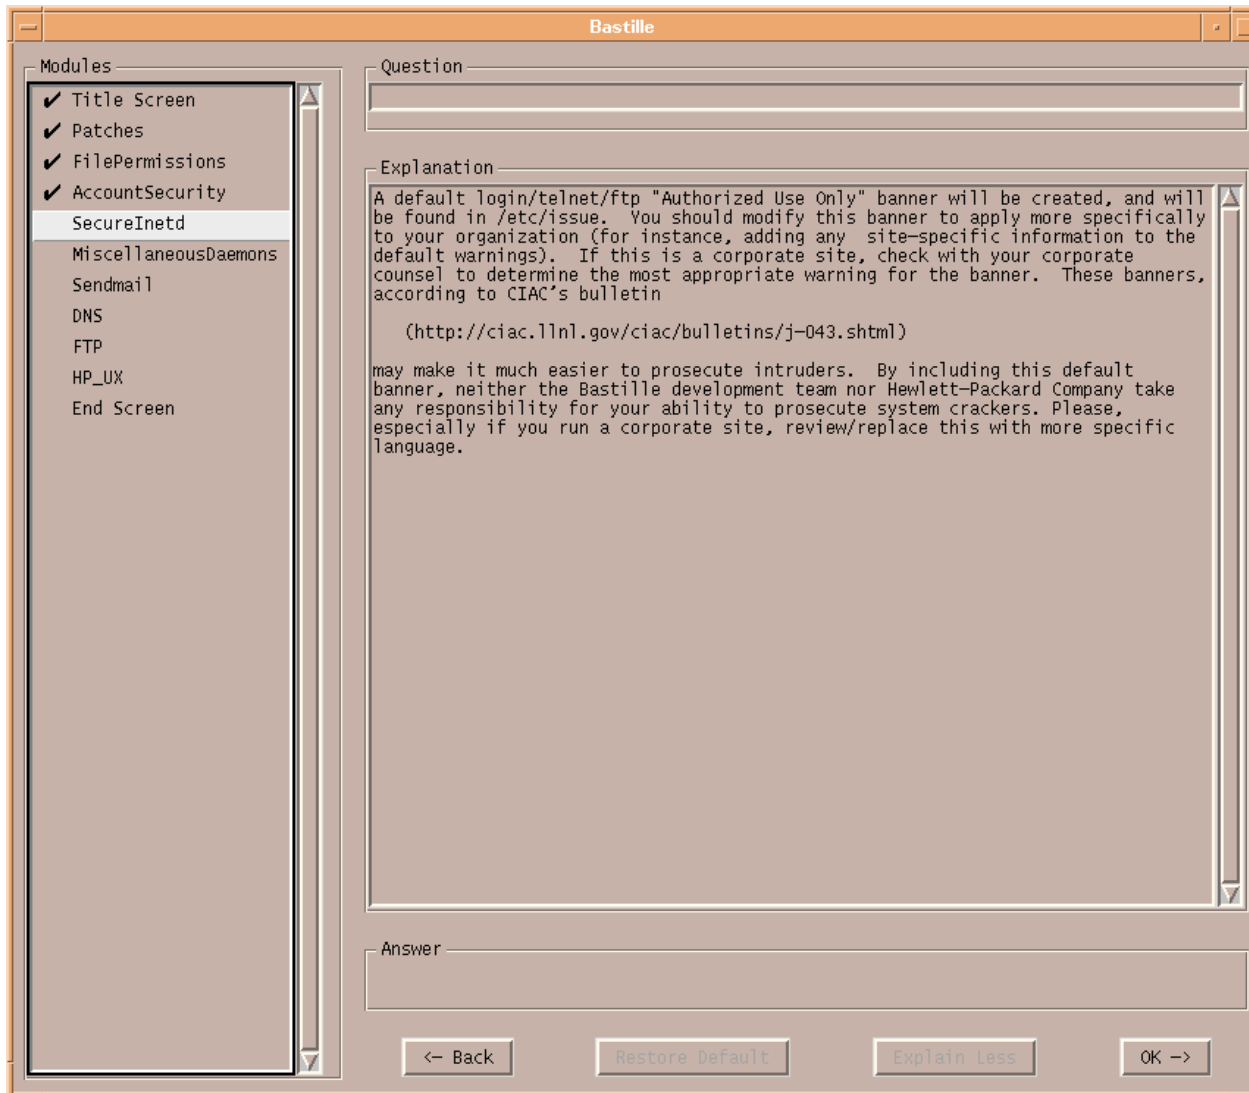 Bastille
Modules
✔ Title Screen
✔ Patches
✔ FilePermissions
✔ AccountSecurity
SecureInetd
MiscellaneousDaemons
Sendmail
DNS
FTP
HP_UX
End Screen
Question
Explanation
A default login/telnet/ftp "Authorized Use Only" banner will be created, and will
be found in /etc/issue.  You should modify this banner to apply more specifically
to your organization (for instance, adding any  site-specific information to the
default warnings).  If this is a corporate site, check with your corporate
counsel to determine the most appropriate warning for the banner.  These banners,
according to CIAC's bulletin
(http://ciac.llnl.gov/ciac/bulletins/j-043.shtml)
may make it much easier to prosecute intruders.  By including this default
banner, neither the Bastille development team nor Hewlett-Packard Company take
any responsibility for your ability to prosecute system crackers. Please,
especially if you run a corporate site, review/replace this with more specific
language.
Answer
<- Back
Restore Default
Explain Less
OK ->